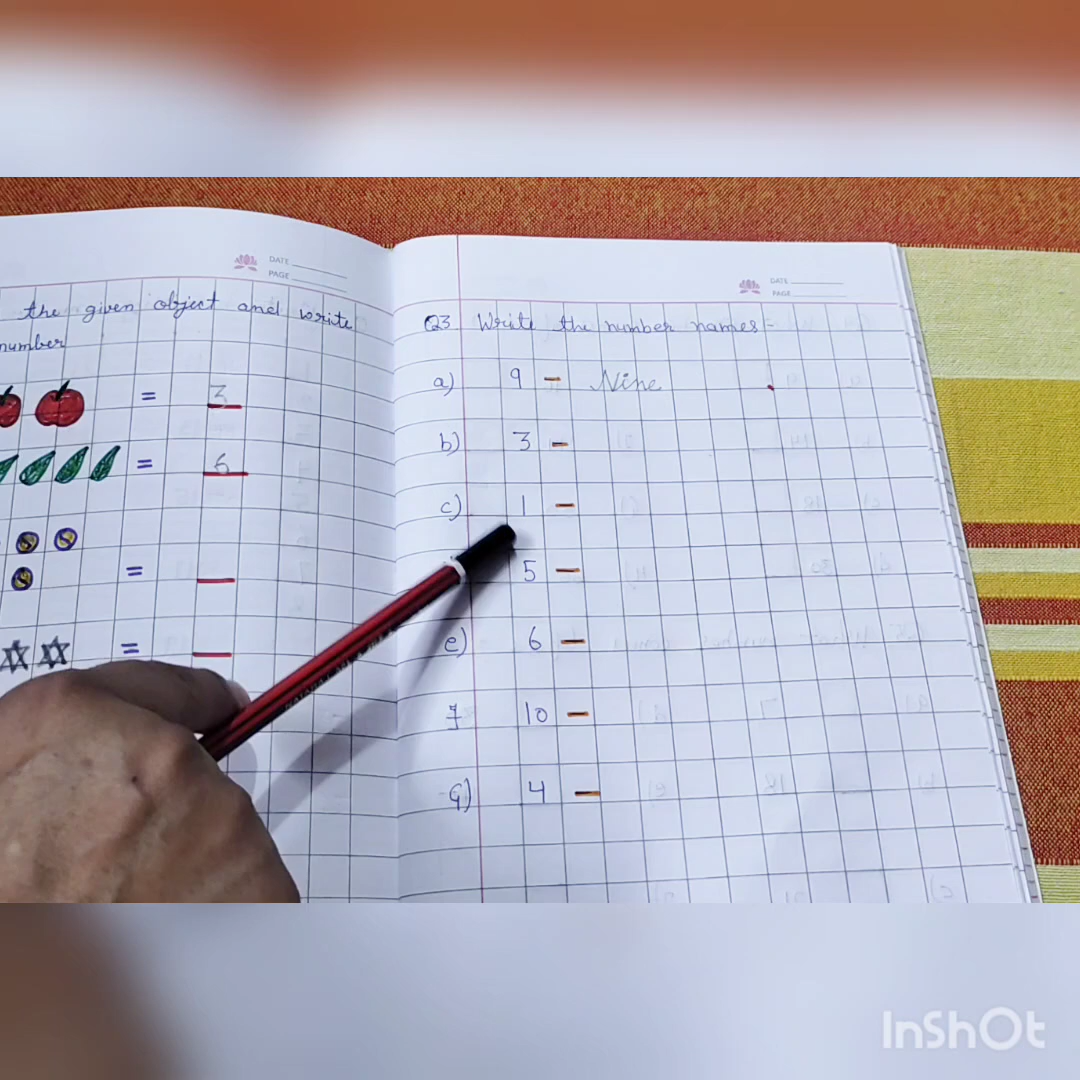 DATE
PAGE
the given object and write
number
= 3
= 6
=
=
DATE
PAGE
Q3 Write the number names-
a) 9 - Nine
b) 3 -
c) 1 -
5 -
e) 6 -
f 10 -
g) 4 -
InShOt